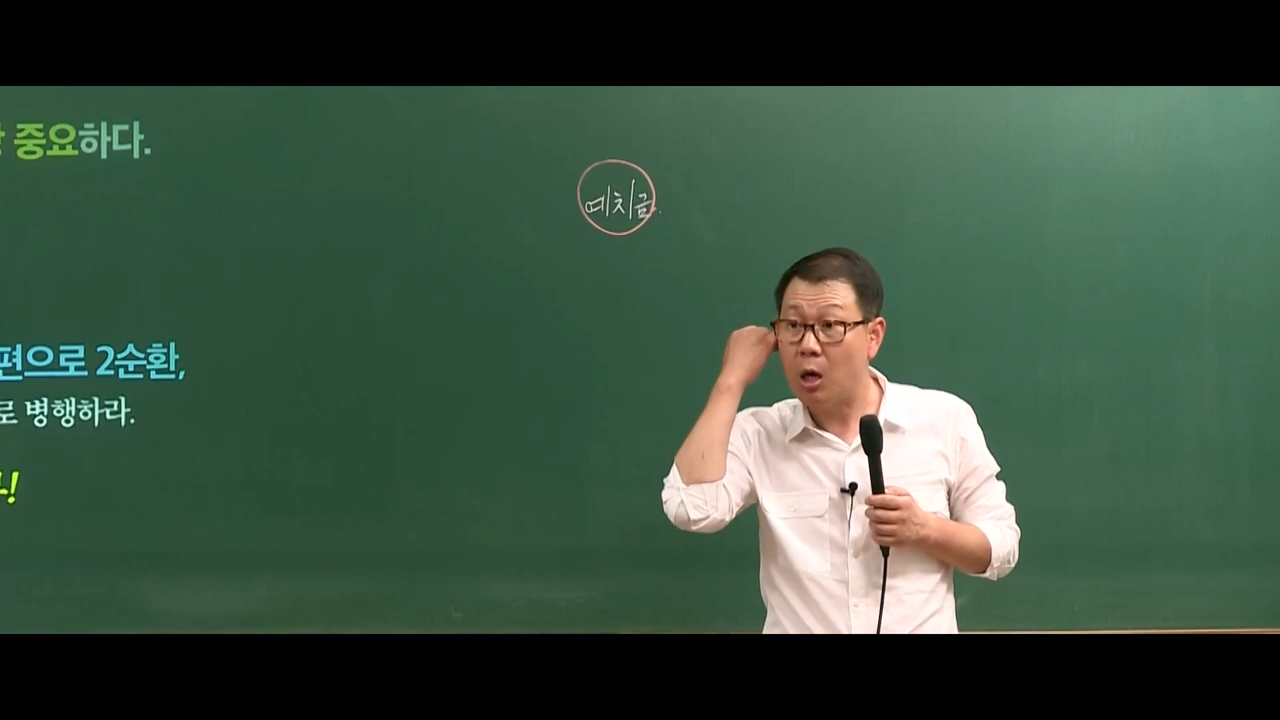 중요하다.
예치금.
편으로 2순환,
로 병행하라.